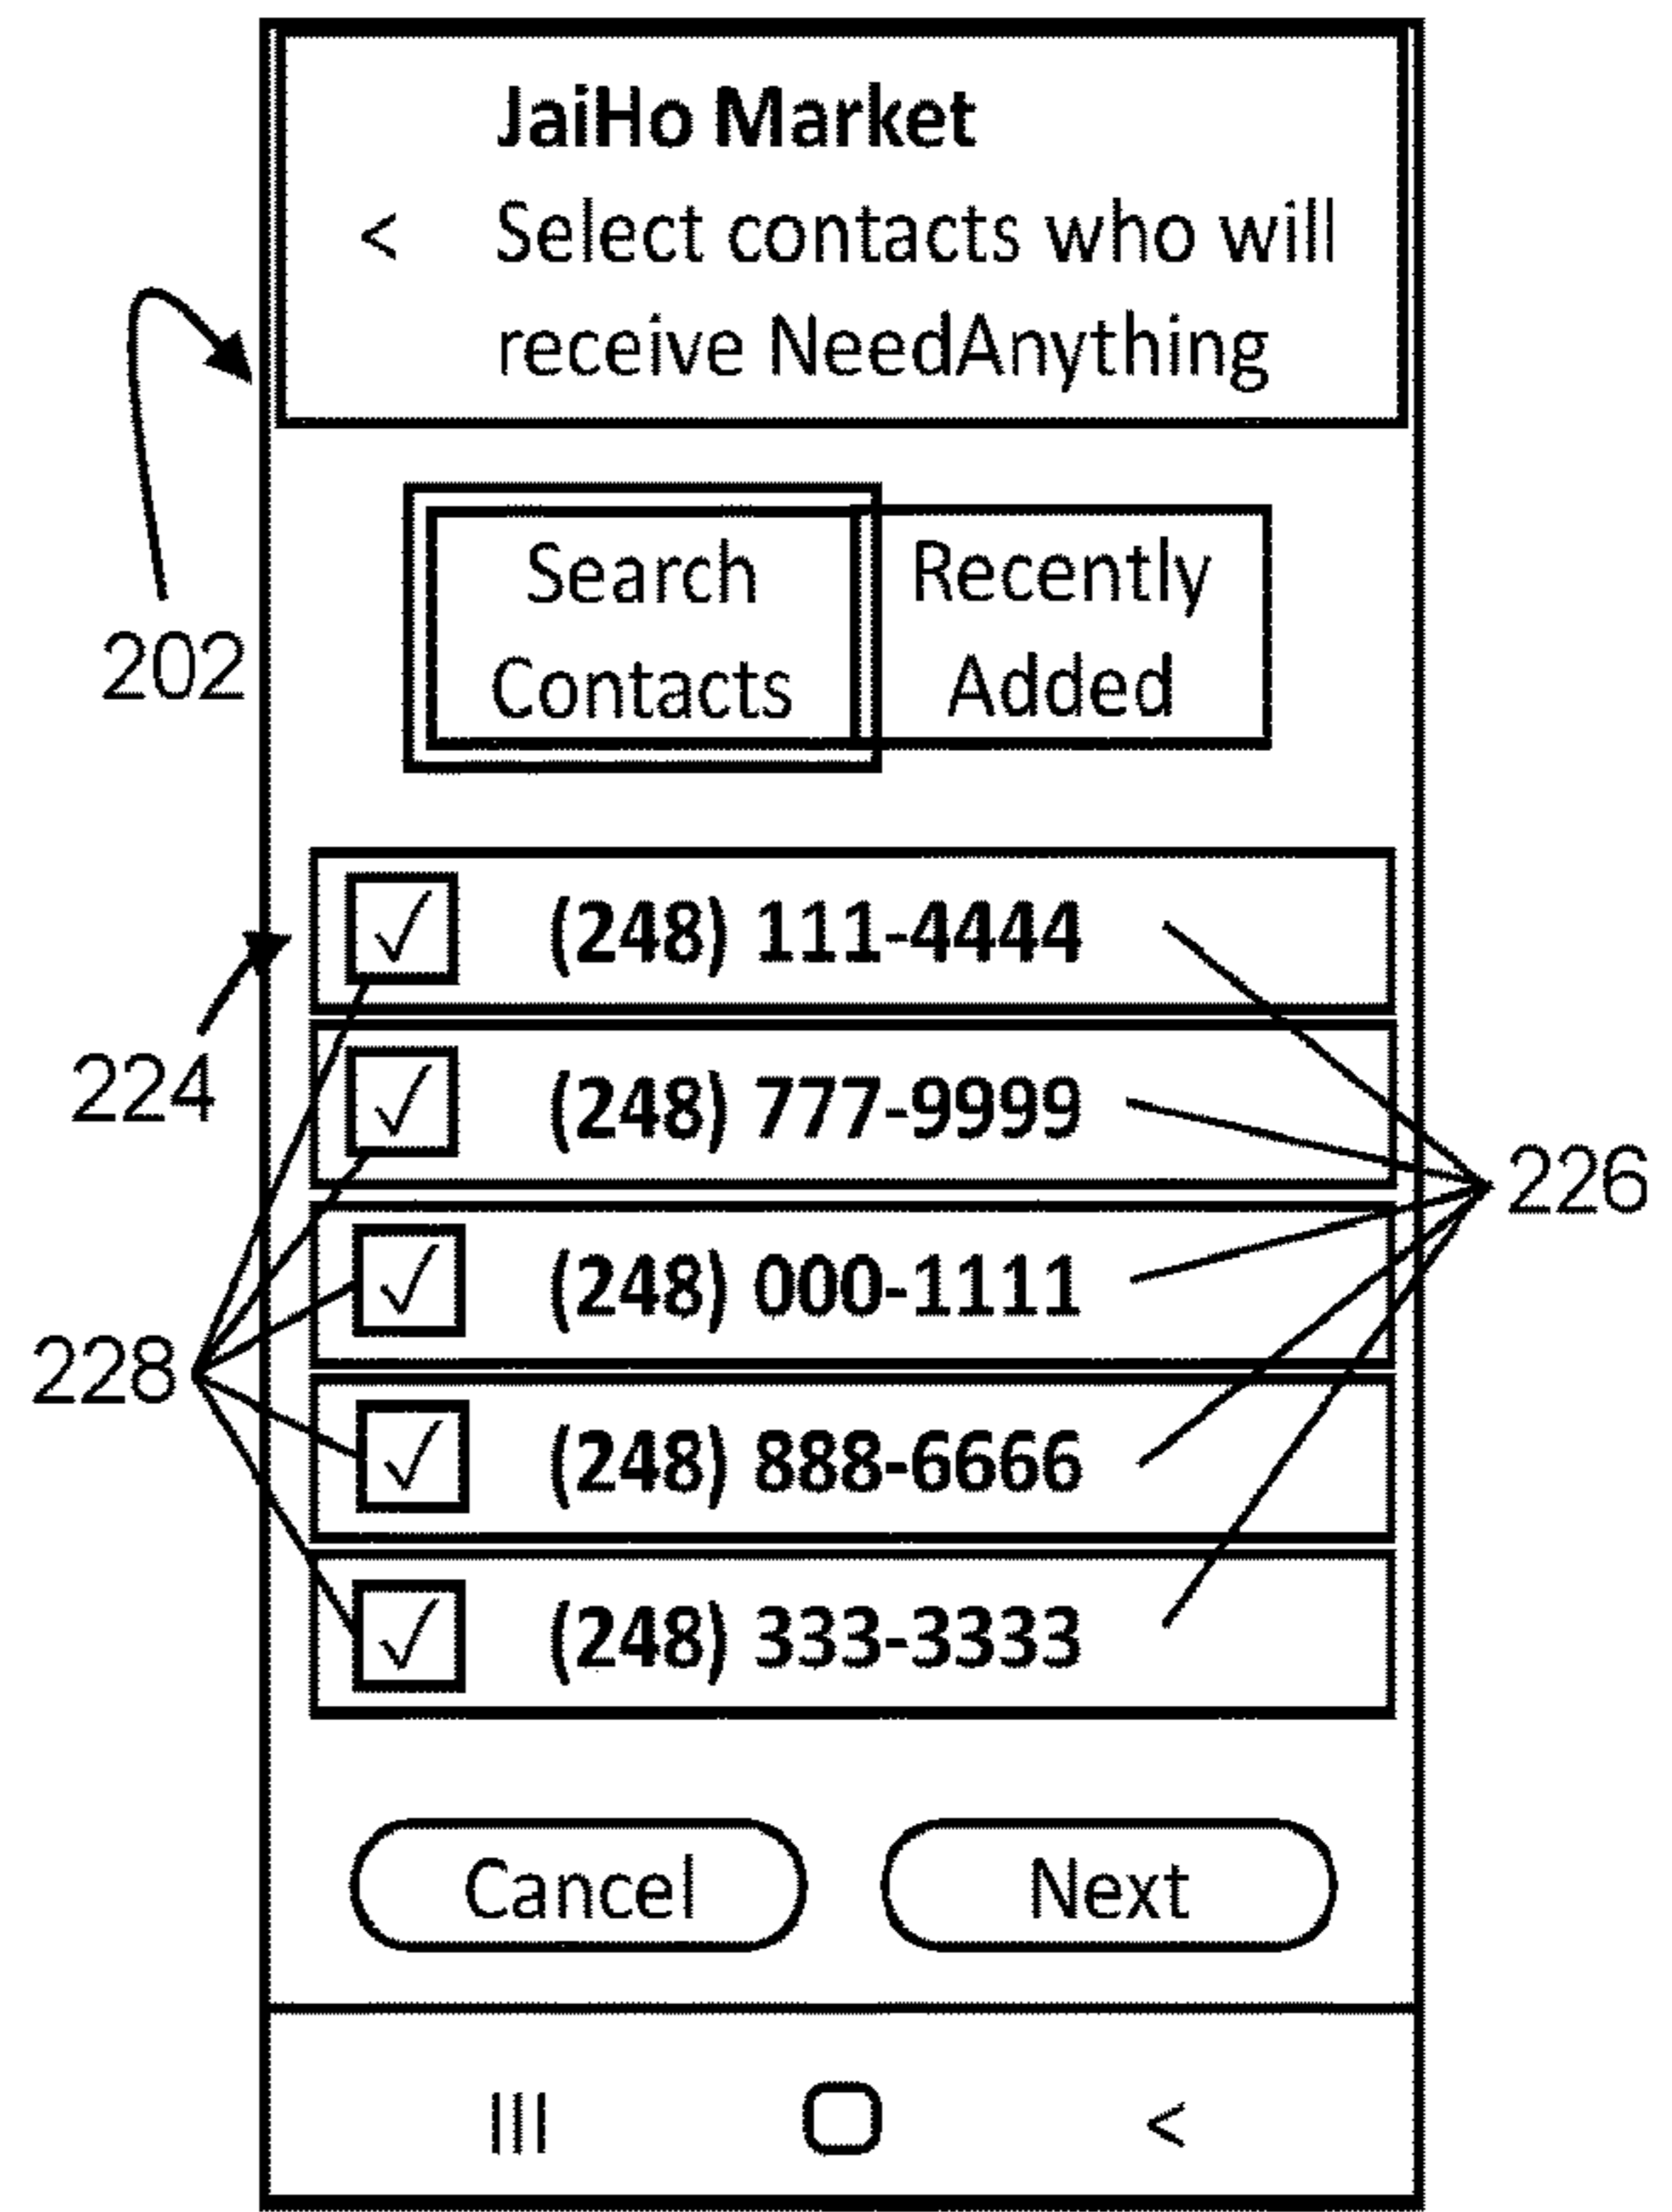 JaiHo Market
< Select contacts who will
receive NeedAnything
Search Contacts
Recently Added
202
(248) 111-4444
224
(248) 777-9999
226
(248) 000-1111
228
(248) 888-6666
(248) 333-3333
Cancel
Next
<